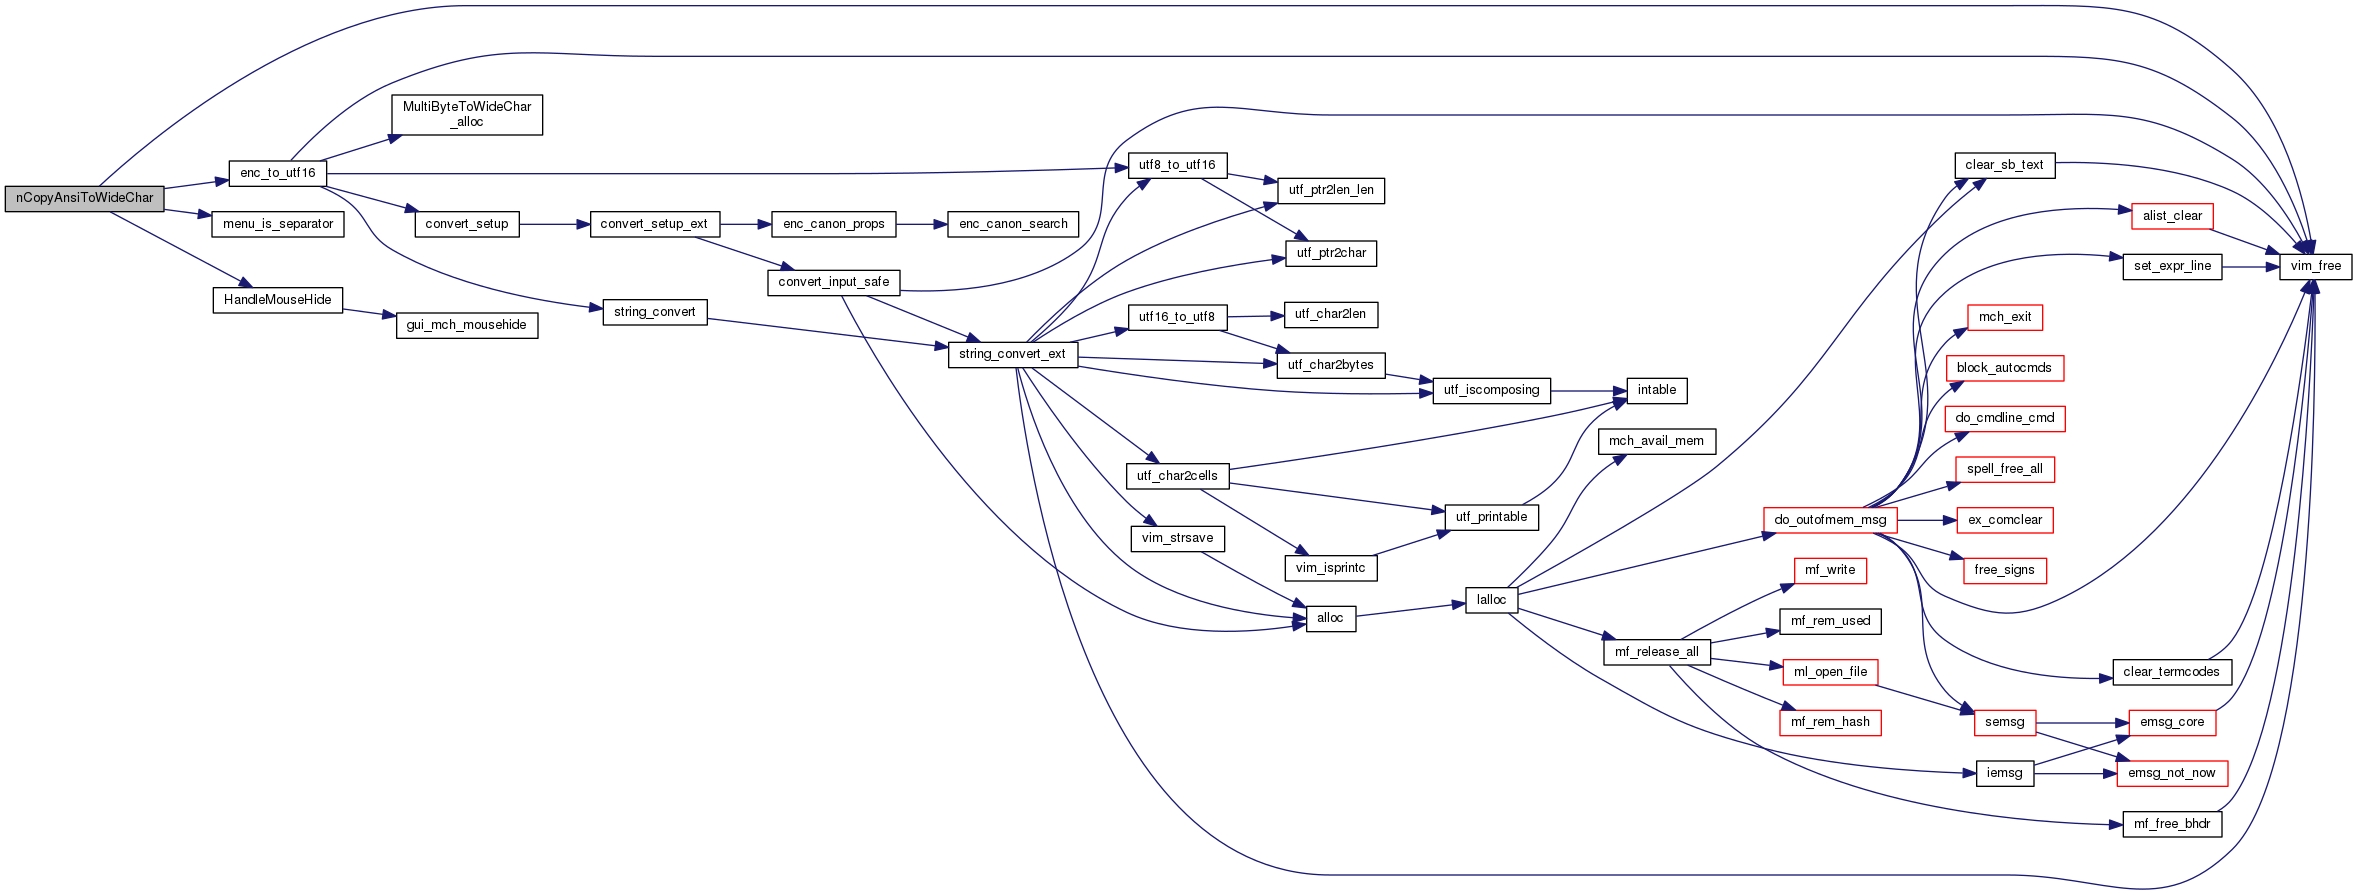 nCopyAnsiToWideChar
enc_to_utf16
menu_is_separator
HandleMouseHide
MultiByteToWideChar
_alloc
convert_setup
gui_mch_mousehide
convert_setup_ext
string_convert
enc_canon_props
convert_input_safe
enc_canon_search
string_convert_ext
utf8_to_utf16
utf16_to_utf8
utf_char2cells
vim_strsave
utf_ptr2len_len
utf_ptr2char
utf_char2len
utf_char2bytes
vim_isprintc
alloc
utf_iscomposing
utf_printable
lalloc
intable
mch_avail_mem
mf_release_all
do_outofmem_msg
mf_write
mf_rem_used
ml_open_file
mf_rem_hash
clear_sb_text
mch_exit
block_autocmds
do_cmdline_cmd
spell_free_all
ex_comclear
free_signs
semsg
iemsg
alist_clear
set_expr_line
clear_termcodes
emsg_core
emsg_not_now
mf_free_bhdr
vim_free